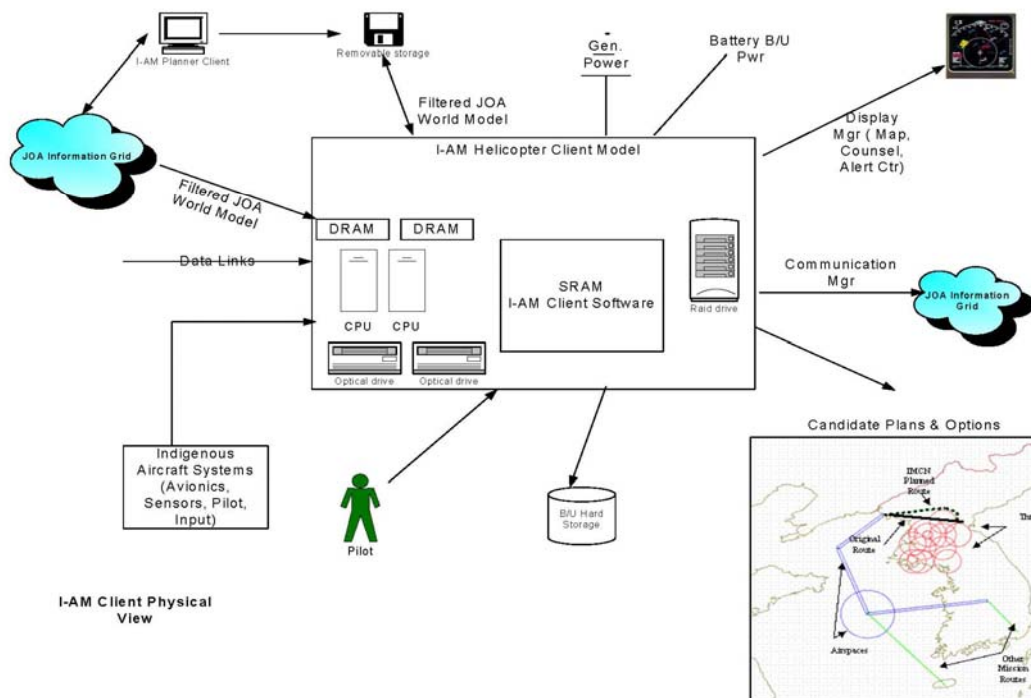 I-AM Planner Client
Removable storage
Gen.
Power
Battery B/U
Pwr
Filtered JOA
World Model
Display
Mgr ( Map,
Counsel,
Alert Ctr)
JOA Information Grid
I-AM Helicopter Client Model
Filtered JOA
World Model
DRAM
DRAM
Data Links
SRAM
I-AM Client Software
Raid drive
Communication
Mgr
JOA Information
Grid
CPU
CPU
Optical drive
Optical drive
Candidate Plans & Options
Indigenous
Aircraft Systems
(Avionics,
Sensors, Pilot,
Input)
Pilot
B/U Hard
Storage
IMCN
Planned
Route
Original
Route
Airspaces
Other
Mission
Routes
I-AM Client Physical
View